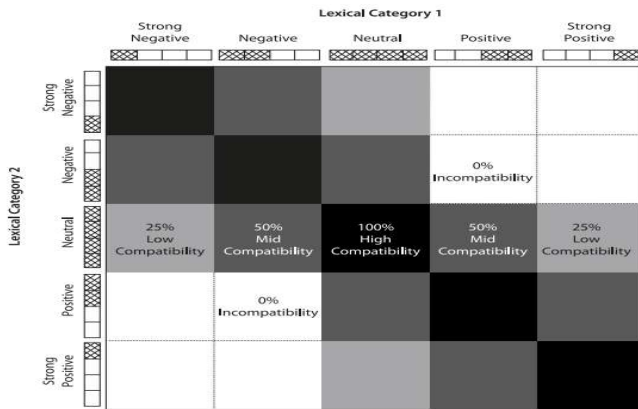 Lexical Category 1
Strong
Negative
Negative
Neutral
Positive
Strong
Positive
Lexical Category 2
Strong
Negative
Negative
0%
Incompatibility
Neutral
25%
Low
Compatibility
50%
Mid
Compatibility
100%
High
Compatibility
50%
Mid
Compatibility
25%
Low
Compatibility
Positive
0%
Incompatibility
Strong
Positive